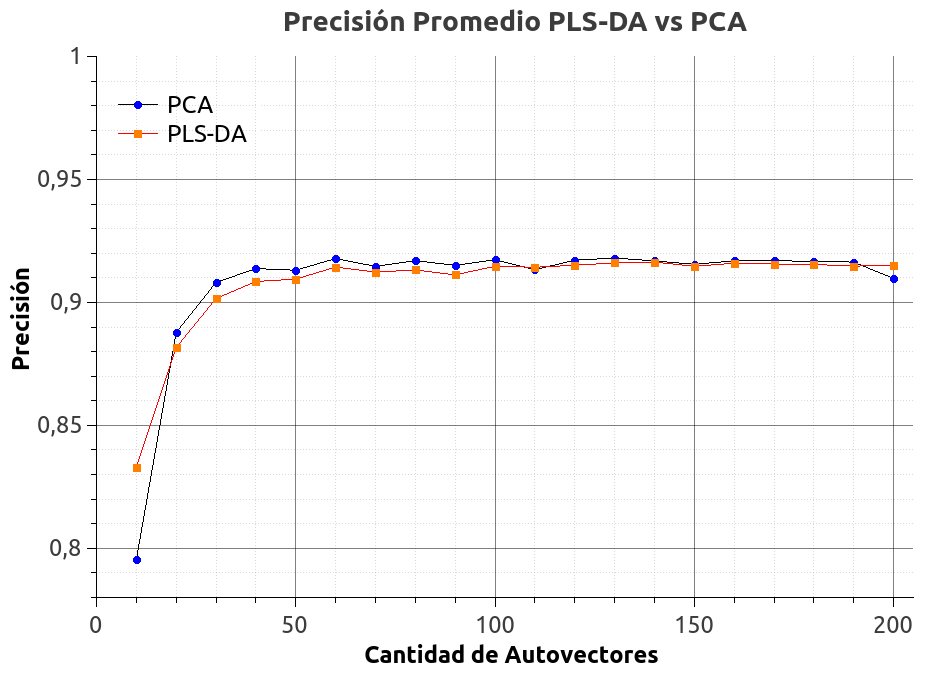 Precisión Promedio PLS-DA vs PCA
1
PCA
PLS-DA
0,95
0,9
0,85
0,8
Precisión
0 50 100 150 200
Cantidad de Autovectores